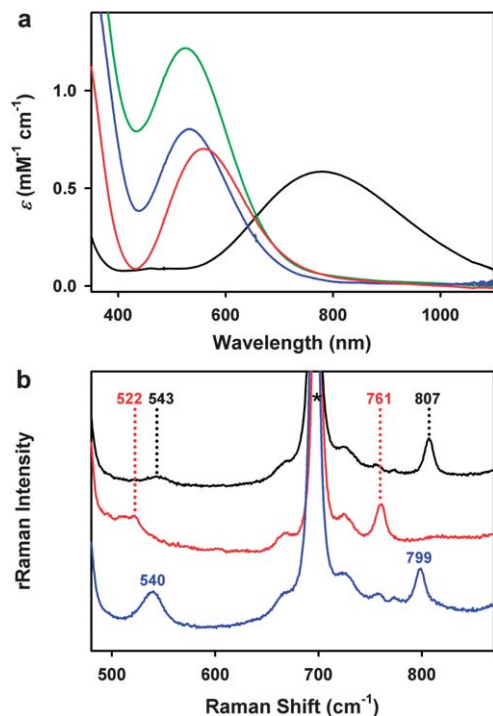 a
ε (mM⁻¹ cm⁻¹)
1.0
0.5
0.0
400 600 800 1000
Wavelength (nm)
b
rRaman Intensity
522 543 * 761 807
540 799
500 600 700 800
Raman Shift (cm⁻¹)